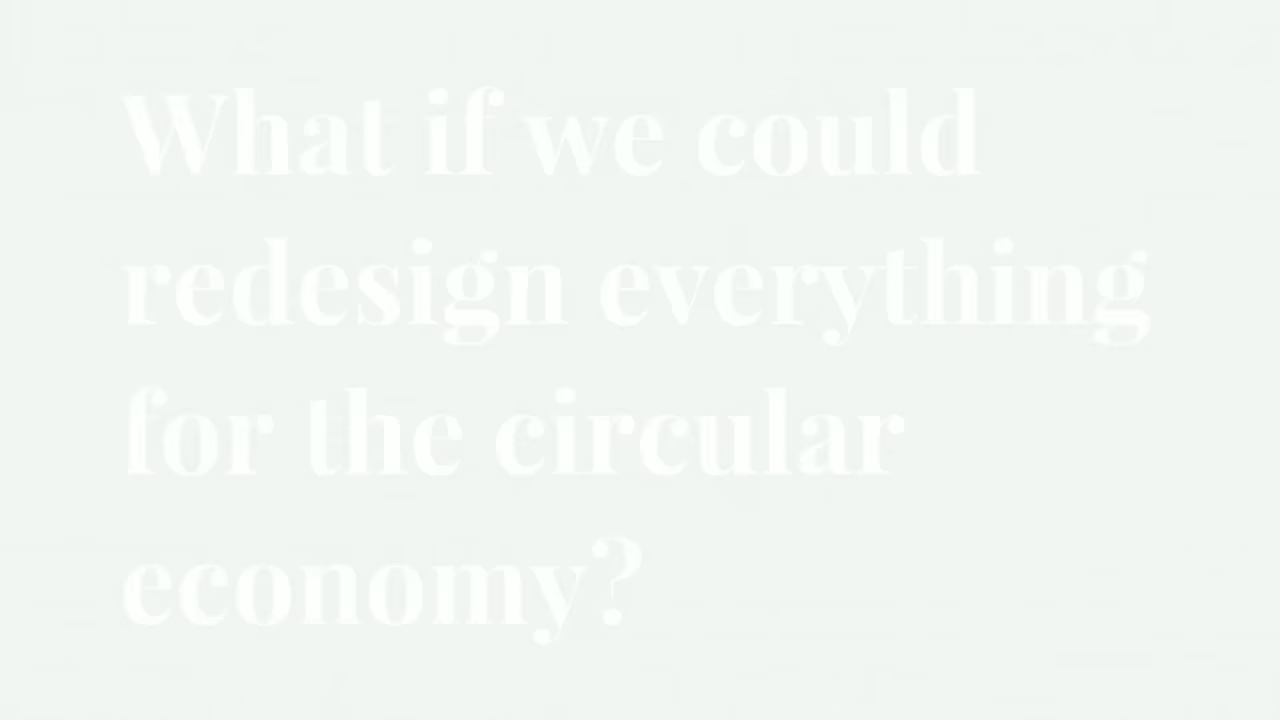 What if we could
redesign everything
for the circular
economy?